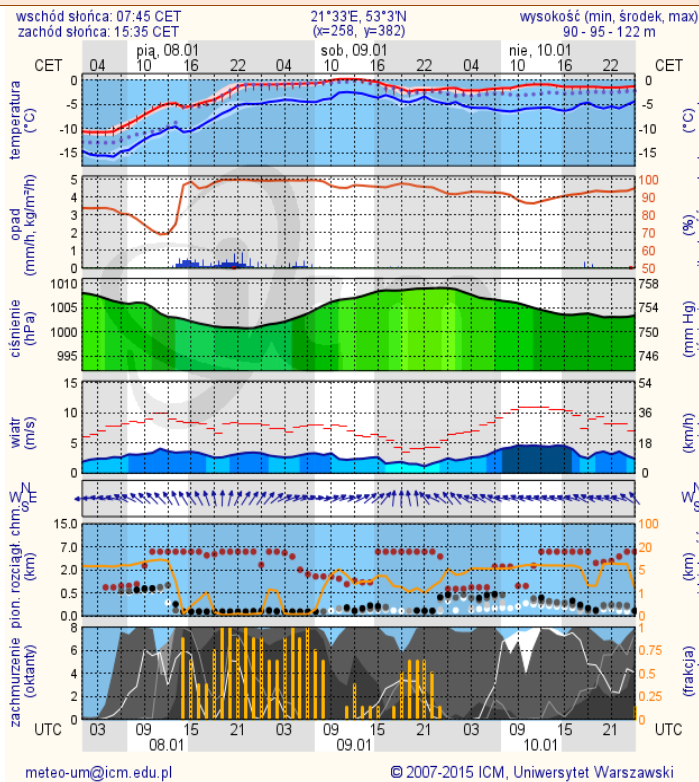 wschód słońca: 07:45 CET 21°33'E, 53°3'N wysokość (min, środek, max)
zachód słońca: 15:35 CET (x=258, y=382) 90 - 95 - 122 m
pią, 08.01 sob, 09.01 nie, 10.01
CET 04 10 16 22 04 10 16 22 04 10 16 22 CET
temperatura (°C) 0 -5 -10 -15 0 -5 -10 -15 (°C)
opad (mm/h, kg/m²/h) 5 4 3 2 1 0 100 90 80 70 60 50 (%)
ciśnienie (hPa) 1010 1005 1000 995 758 754 750 746 (mm Hg)
wiatr (m/s) 15 10 5 0 54 36 18 0 (km/h)
N W E S N W S
pion. rozciągł. chm. (km) 15.0 7.0 2.0 0.5 0.0 100 20 5 1 0 (km)
zachmurzenie (oktanty) 8 6 4 2 0 1 0.75 0.5 0.25 0 (frakcja)
UTC 03 09 15 21 03 09 15 21 03 09 15 21 UTC
08.01 09.01 10.01
meteo-um@icm.edu.pl © 2007-2015 ICM, Uniwersytet Warszawski